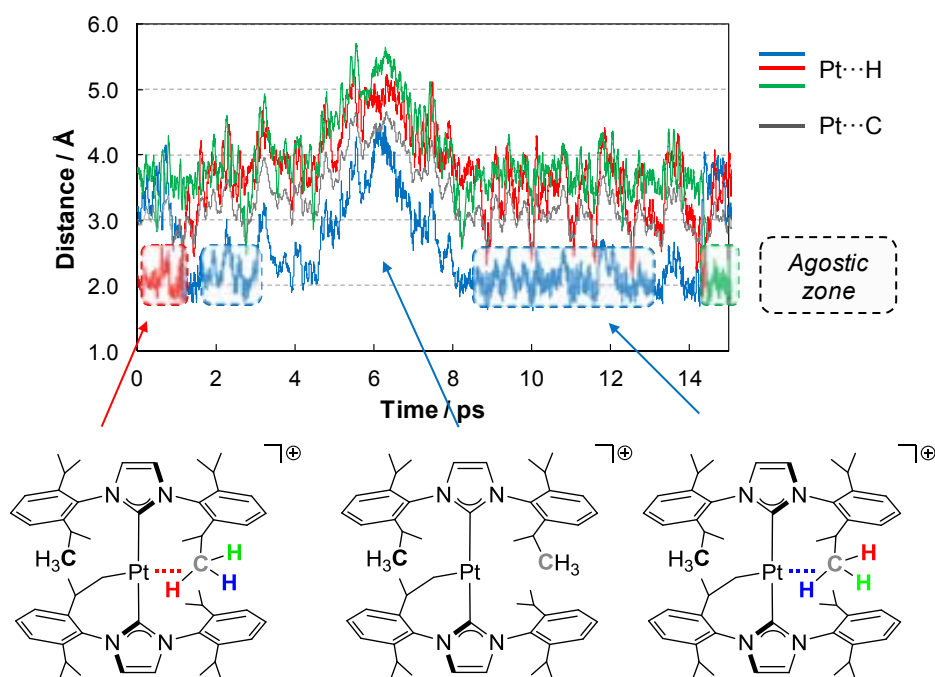 6.0
5.0
4.0
3.0
2.0
1.0
Distance / Å
0 2 4 6 8 10 12 14
Time / ps
Pt···H
Pt···C
Agostic
zone
N N N N N N
H3C H3C H
H C H C CH3 H3C H C H
Pt Pt Pt
H H
N N N N N N
⊕ ⊕ ⊕